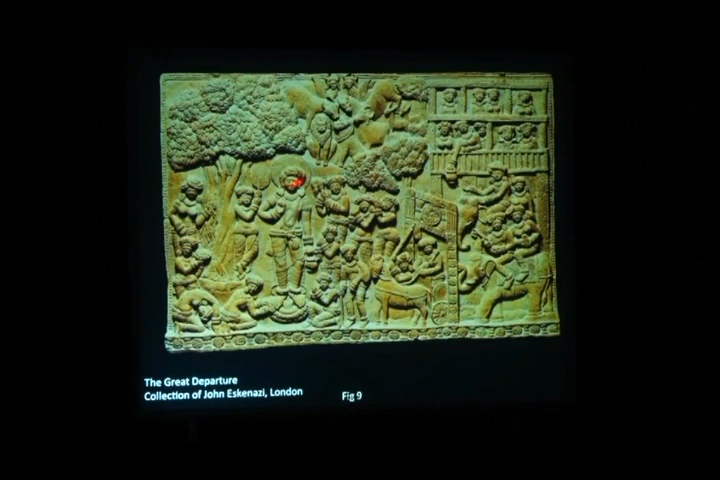 The Great Departure
Collection of John Eskenazi, London
Fig 9